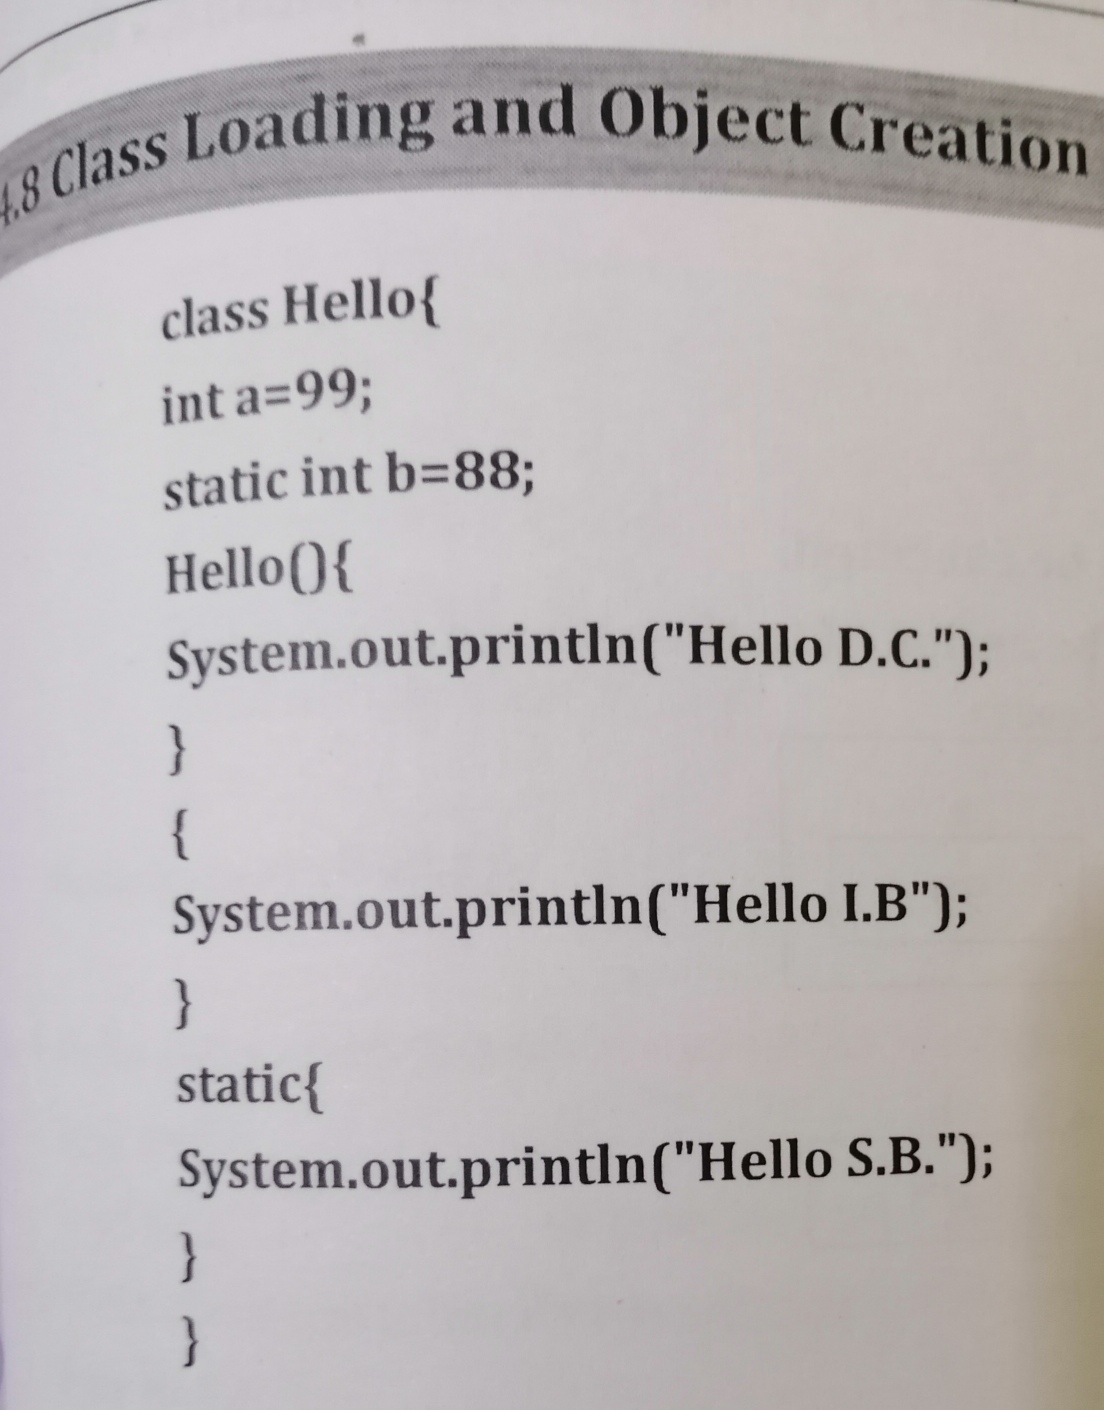 4.8 Class Loading and Object Creation
class Hello{
int a=99;
static int b=88;
Hello(){
System.out.println("Hello D.C.");
}
{
System.out.println("Hello I.B");
}
static{
System.out.println("Hello S.B.");
}
}